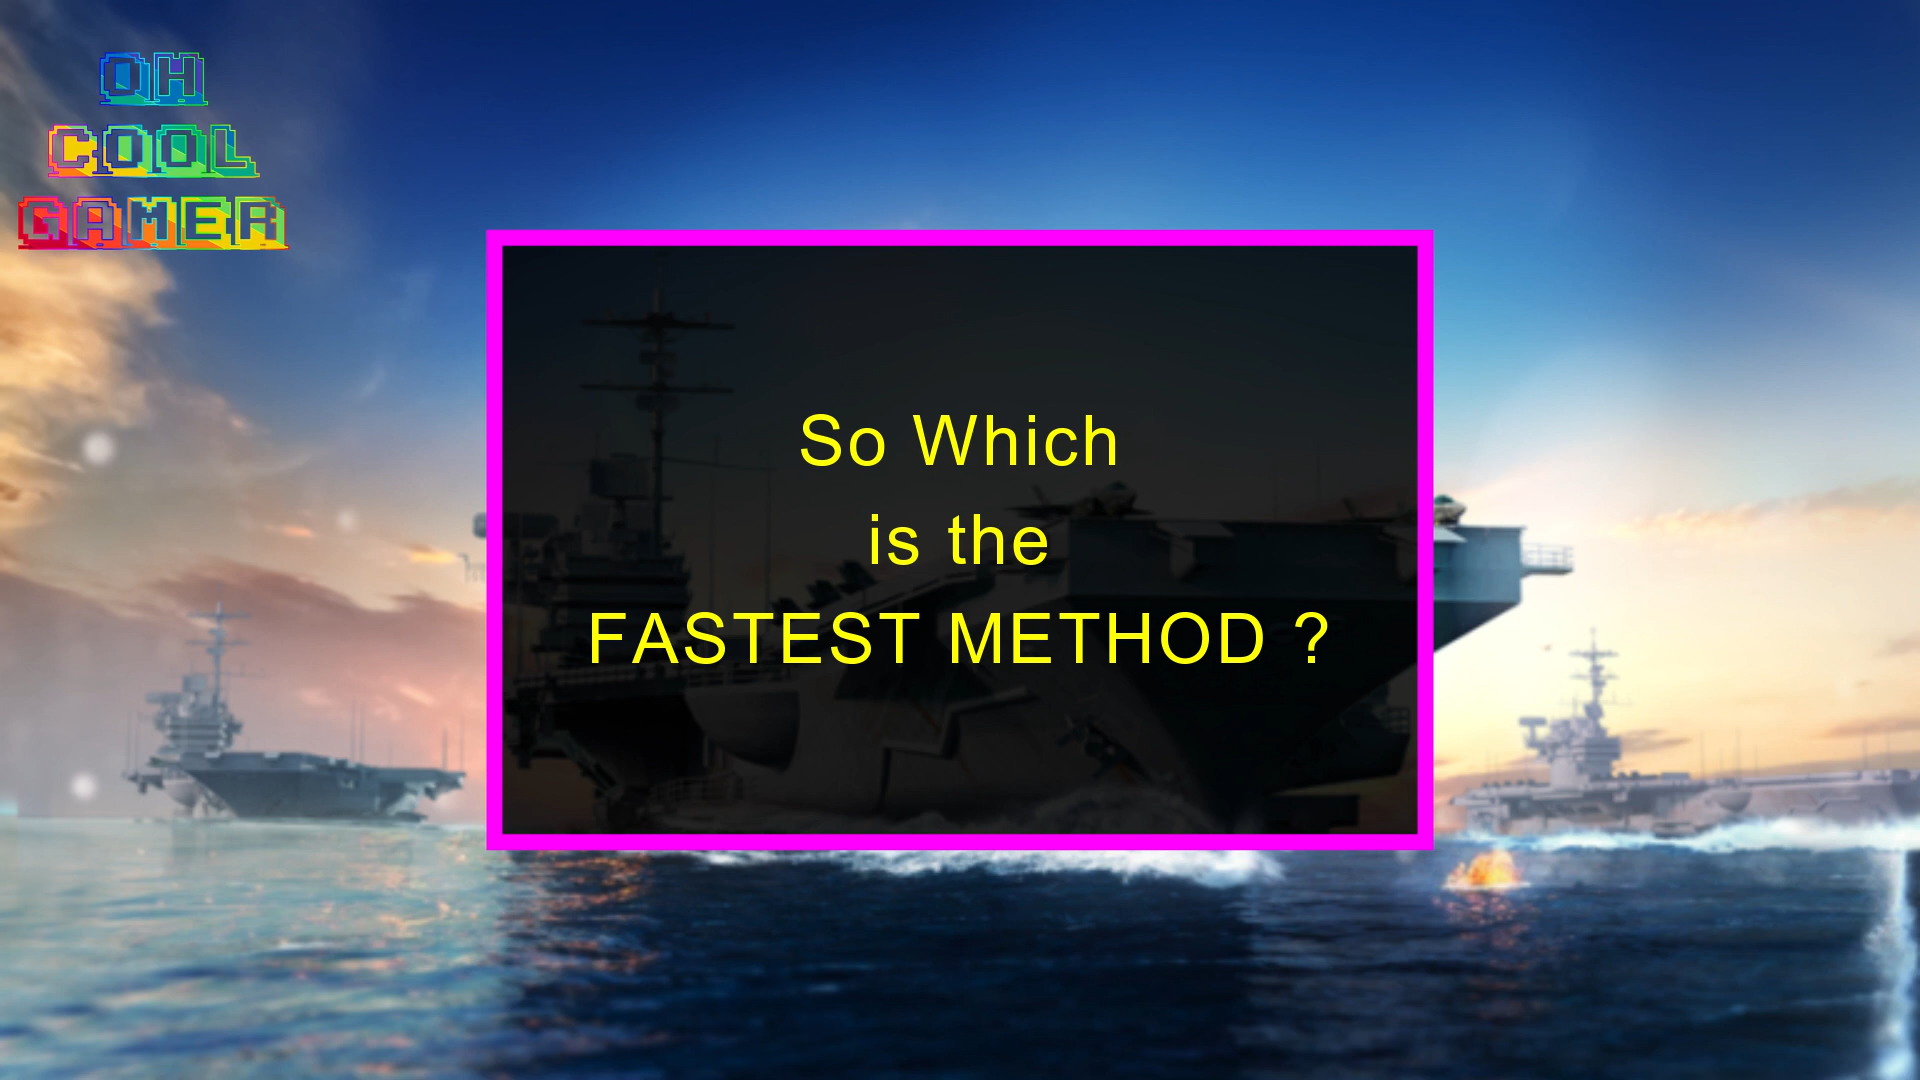 OH
COOL
GAMER
So Which
is the
FASTEST METHOD ?